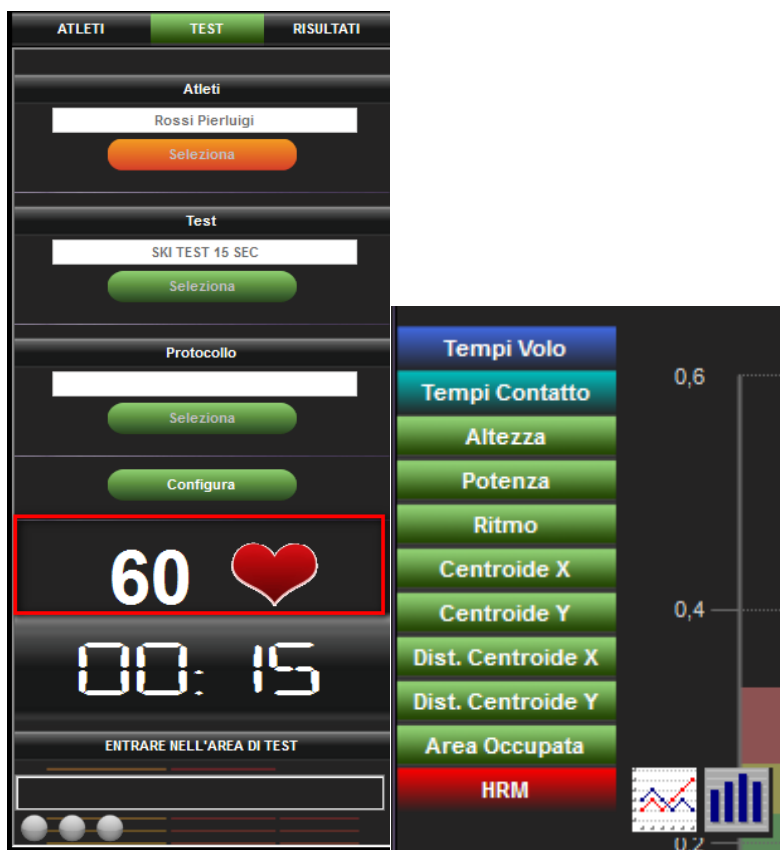 ATLETI TEST RISULTATI
Atleti
Rossi Pierluigi
Seleziona
Test
SKI TEST 15 SEC
Seleziona
Protocollo
Seleziona
Configura
60
00:15
ENTRARE NELL'AREA DI TEST
Tempi Volo
Tempi Contatto
Altezza
Potenza
Ritmo
Centroide X
Centroide Y
Dist. Centroide X
Dist. Centroide Y
Area Occupata
HRM
0,6
0,4
0,2